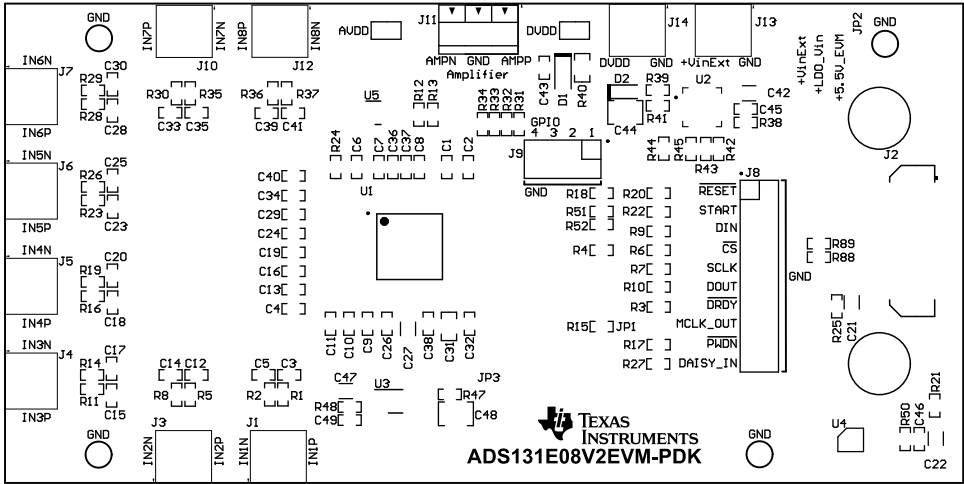 IN7P
IN7N
IN8P
IN8N
J11
DVDD
J14
J13
JP2
GND
GND
AVDD
IN6N
C30
J7
R29
R28
C28
IN6P
J10
R30
R35
C33
C35
J12
R36
R37
C39
C41
AMPN GND AMPP
Amplifier
DVDD GND
+VinExt GND
+VinExt
+LDO_Vin
+5.5V_EVM
U5
R12
R13
R34
R33
R32
R31
C43
D1
R40
D2
R39
R41
C44
U2
C42
C45
R38
GPIO
4 3 2 1
J9
GND
R44
R45
R43
R42
J2
IN5N
J6
C25
R26
R23
C23
IN5P
R24
C6
C7
C36
C37
C8
C1
C2
U1
C40
C34
C29
C24
C19
C16
C13
C4
J8
R18
R20
RESET
R51
R22
START
R52
R9
DIN
R4
R6
CS
R7
SCLK
R10
DOUT
R3
DRDY
R15
JP1
MCLK_OUT
R17
PWDN
R27
DAISY_IN
GND
R89
R88
R25
C21
IN4N
J5
C20
R19
R16
C18
IN4P
C11
C10
C9
C26
C27
C38
C31
C32
IN3N
J4
C17
R14
R11
C15
IN3P
C14
C12
R8
R5
C5
C3
R2
R1
C47
U3
R48
C49
JP3
R47
C48
R21
U4
R50
C46
C22
GND
J3
IN2N
IN2P
J1
IN1N
IN1P
TEXAS
INSTRUMENTS
ADS131E08V2EVM-PDK
GND